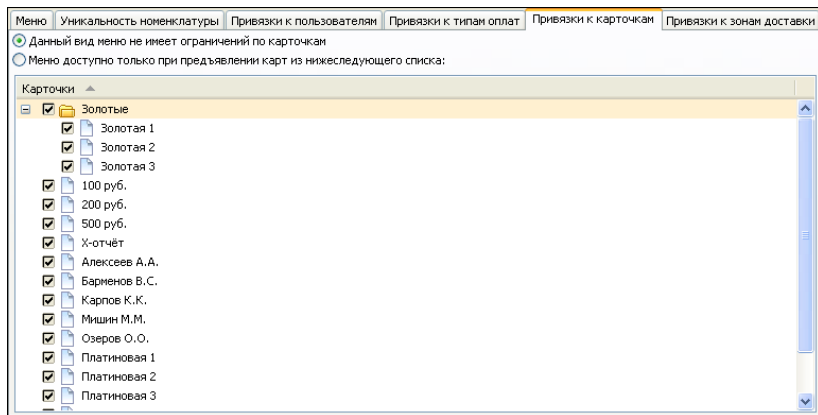 Меню Уникальность номенклатуры Привязки к пользователям Привязки к типам оплат Привязки к карточкам Привязки к зонам доставки
Данный вид меню не имеет ограничений по карточкам
Меню доступно только при предъявлении карт из нижеследующего списка:
Карточки
Золотые
Золотая 1
Золотая 2
Золотая 3
100 руб.
200 руб.
500 руб.
X-отчёт
Алексеев А.А.
Барменов В.С.
Карпов К.К.
Мишин М.М.
Озеров О.О.
Платиновая 1
Платиновая 2
Платиновая 3